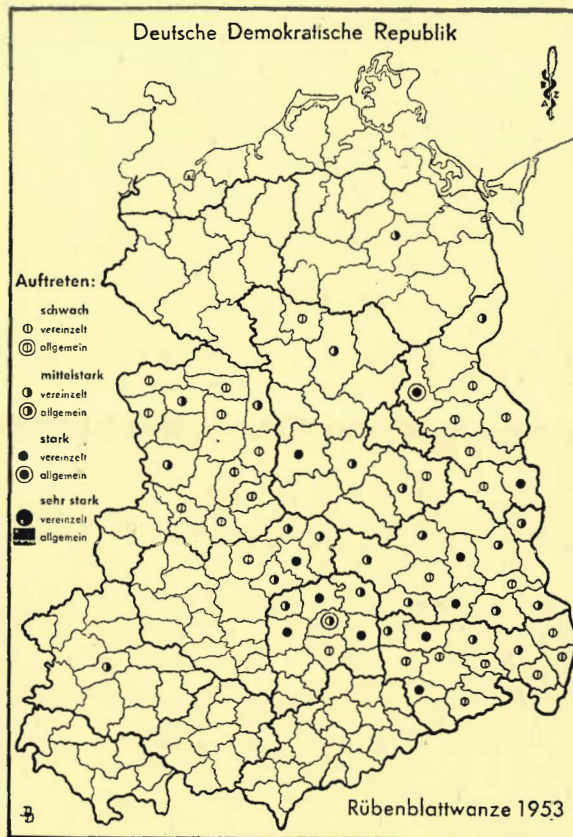 Deutsche Demokratische Republik
Auftreten:
schwach
vereinzelt
allgemein
mittelstark
vereinzelt
allgemein
stark
vereinzelt
allgemein
sehr stark
vereinzelt
allgemein
Rübenblattwanze 1953